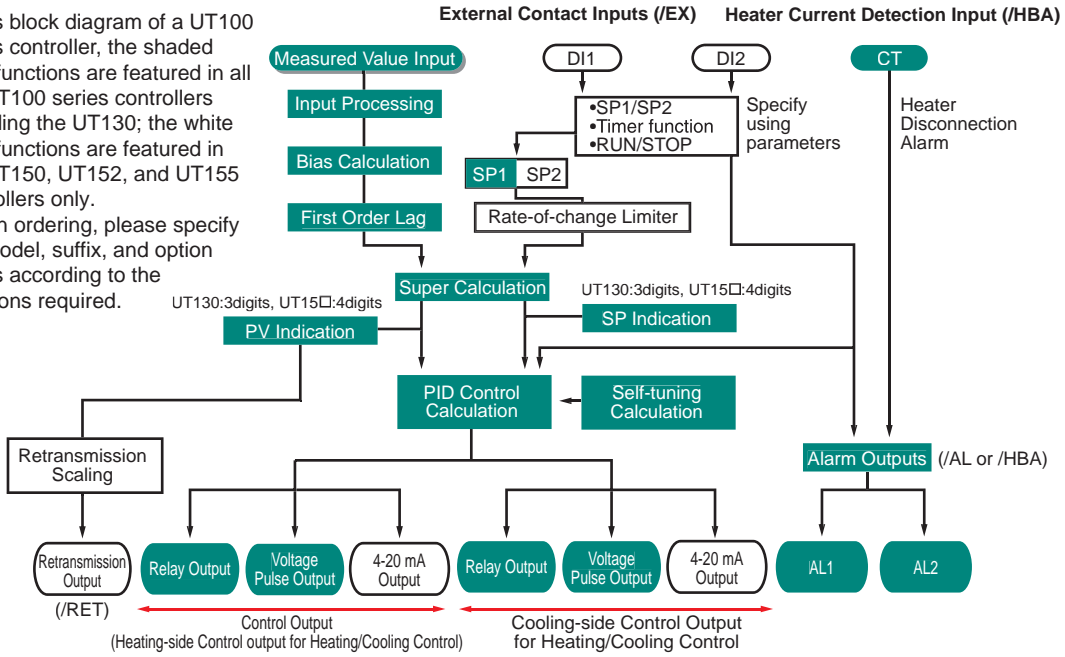 External Contact Inputs (/EX)
Heater Current Detection Input (/HBA)
block diagram of a UT100
controller, the shaded
functions are featured in all
T100 series controllers
ding the UT130; the white
functions are featured in
T150, UT152, and UT155
ollers only.
n ordering, please specify
odel, suffix, and option
s according to the
ons required.
Measured Value Input
Input Processing
Bias Calculation
First Order Lag
DI1
DI2
•SP1/SP2
•Timer function
•RUN/STOP
Specify
using
parameters
CT
Heater
Disconnection
Alarm
SP1
SP2
Rate-of-change Limiter
Super Calculation
UT130:3digits, UT15□:4digits
PV Indication
UT130:3digits, UT15□:4digits
SP Indication
PID Control
Calculation
Self-tuning
Calculation
Retransmission
Scaling
Alarm Outputs
(/AL or /HBA)
Retransmission
Output
(/RET)
Relay Output
Voltage
Pulse Output
4-20 mA
Output
Relay Output
Voltage
Pulse Output
4-20 mA
Output
AL1
AL2
Control Output
(Heating-side Control output for Heating/Cooling Control)
Cooling-side Control Output
for Heating/Cooling Control